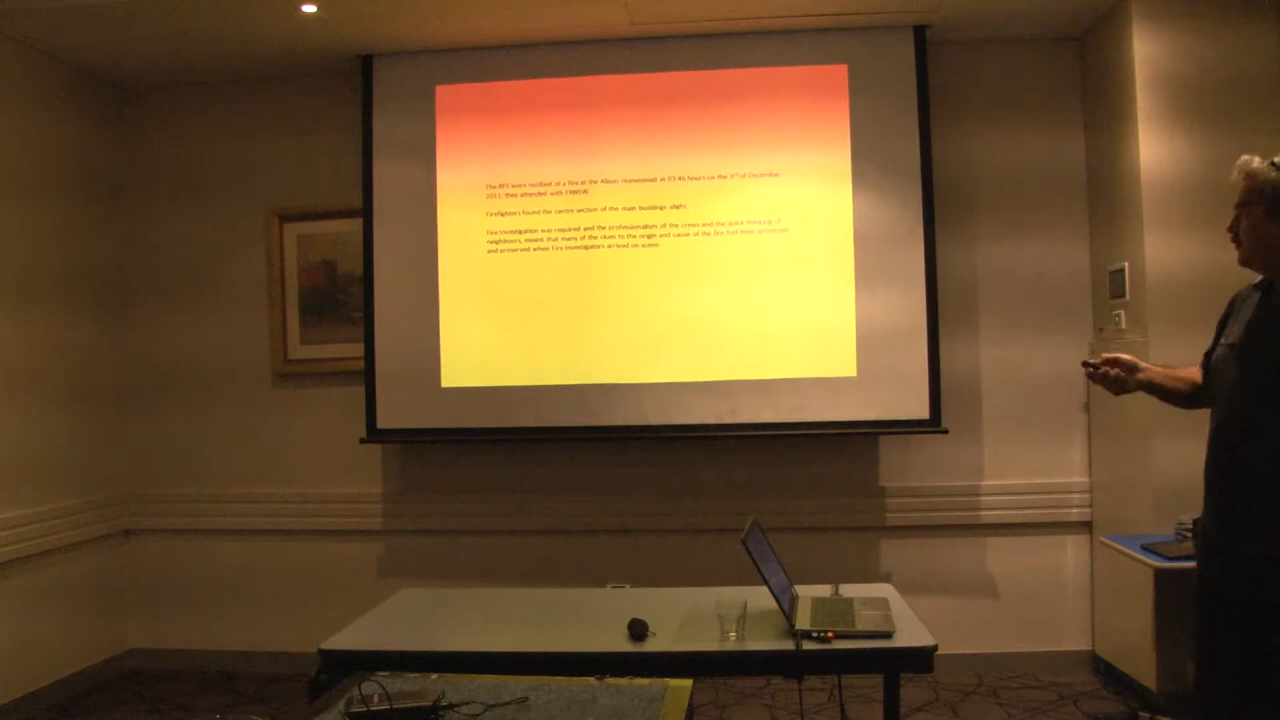 The RFS were notified of a fire at the Alison Homestead at 03:46 hours on the 3rd of December
2011, they attended with FRNSW.
Firefighters found the centre section of the main buildings alight.
Fire Investigation was required and the professionalism of the crews and the quick thinking of
neighbours, meant that many of the clues to the origin and cause of the fire had been protected
and preserved when Fire Investigators arrived on scene.